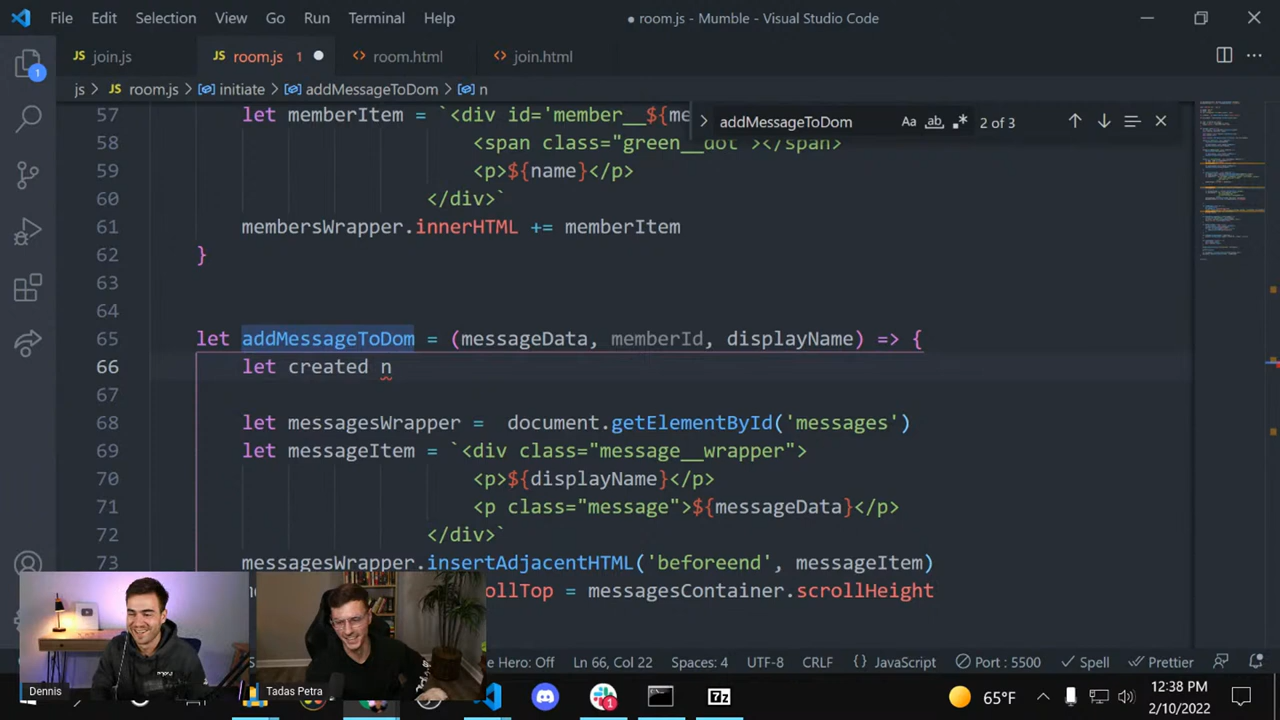 File Edit Selection View Go Run Terminal Help
● room.js - Mumble - Visual Studio Code
JS join.js
JS room.js 1 ●
<> room.html
<> join.html
js > JS room.js > initiate > addMessageToDom > n
addMessageToDom Aa ab 2 of 3
57 let memberItem = `<div id='member__${me
58 <span class="green__dot"></span>
59 <p>${name}</p>
60 </div>`
61 membersWrapper.innerHTML += memberItem
62 }
63
64
65 let addMessageToDom = (messageData, memberId, displayName) => {
66 let created n
67
68 let messagesWrapper = document.getElementById('messages')
69 let messageItem = `<div class="message__wrapper">
70 <p>${displayName}</p>
71 <p class="message">${messageData}</p>
72 </div>`
73 messagesWrapper.insertAdjacentHTML('beforeend', messageItem)
ollTop = messagesContainer.scrollHeight
1
Dennis
Tadas Petra
Hero: Off Ln 66, Col 22 Spaces: 4 UTF-8 CRLF {} JavaScript Port : 5500 Spell Prettier
1
7z
65°F
12:38 PM
2/10/2022